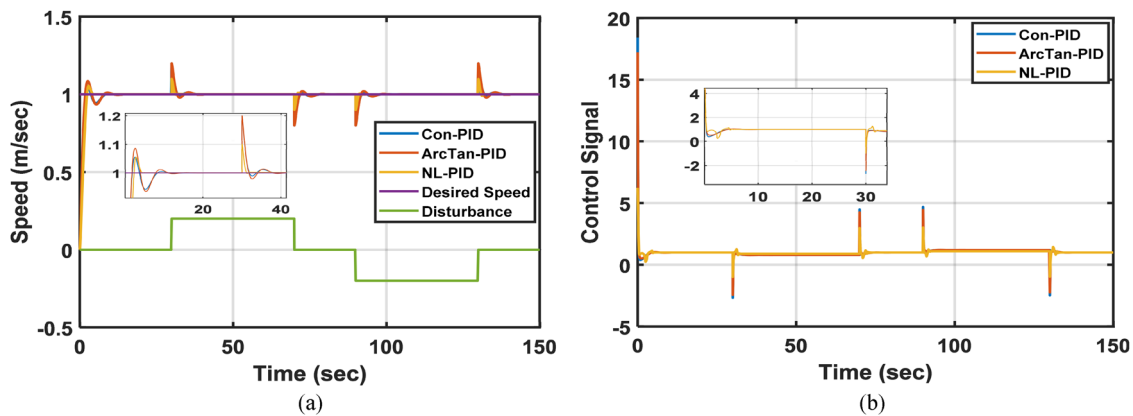 1.5
1
0.5
0
-0.5
Speed (m/sec)
1.2
1.1
1
20
40
Con-PID
ArcTan-PID
NL-PID
Desired Speed
Disturbance
0
50
100
150
Time (sec)
(a)
20
15
10
5
0
-5
Control Signal
4
2
0
-2
10
20
30
Con-PID
ArcTan-PID
NL-PID
0
50
100
150
Time (sec)
(b)